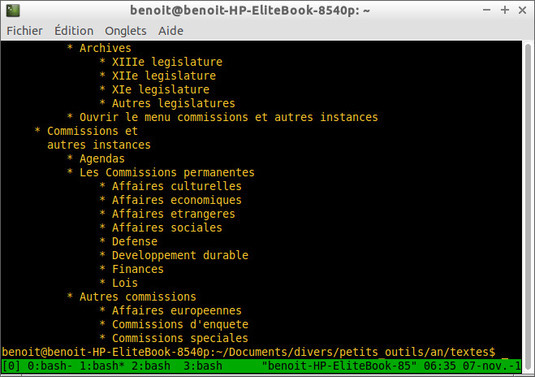 benoit@benoit-HP-EliteBook-8540p: ~
Fichier Édition Onglets Aide
* Archives
* XIIIe legislature
* XIIe legislature
* XIe legislature
* Autres legislatures
* Ouvrir le menu commissions et autres instances
* Commissions et
autres instances
* Agendas
* Les Commissions permanentes
* Affaires culturelles
* Affaires economiques
* Affaires etrangeres
* Affaires sociales
* Defense
* Developpement durable
* Finances
* Lois
* Autres commissions
* Affaires europeennes
* Commissions d'enquete
* Commissions speciales
benoit@benoit-HP-EliteBook-8540p:~/Documents/divers/petits_outils/an/textes$ _
[0] 0:bash- 1:bash* 2:bash 3:bash "benoit-HP-EliteBook-85" 06:35 07-nov.-1